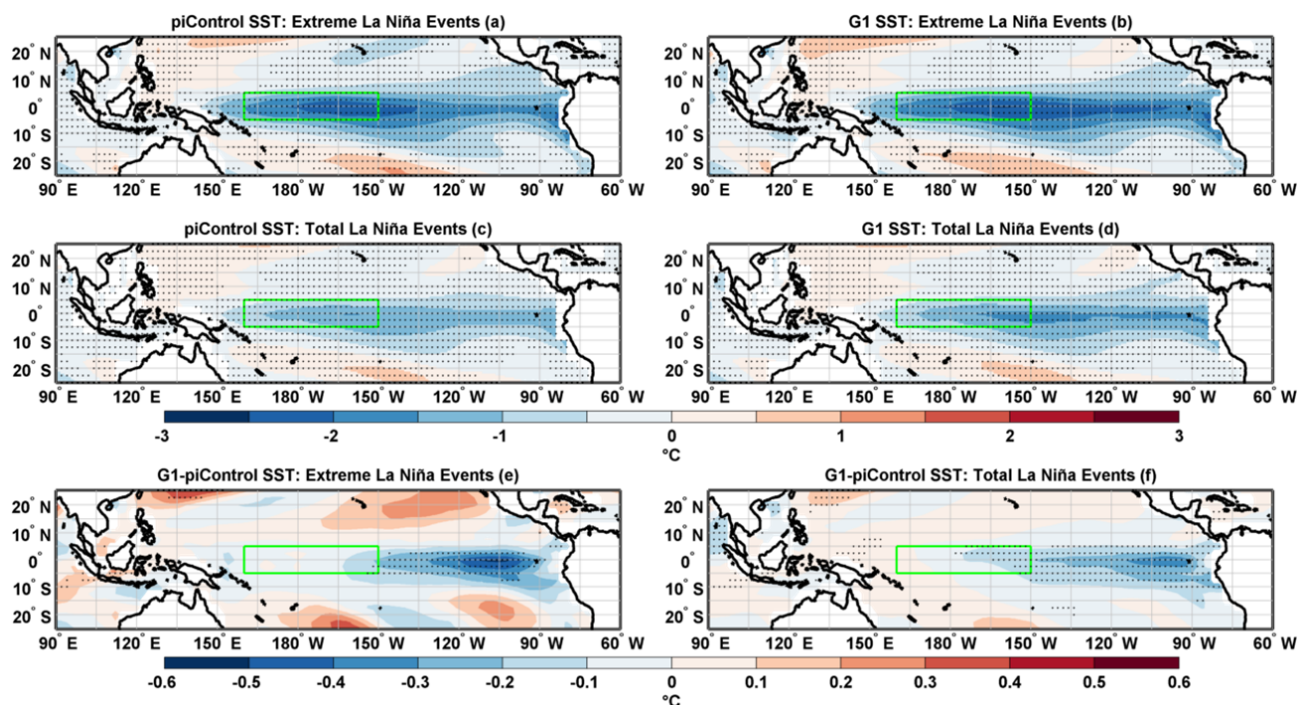 piControl SST: Extreme La Niña Events (a)
20° N
10° N
0°
10° S
20° S
90° E 120° E 150° E 180° W 150° W 120° W 90° W 60° W
G1 SST: Extreme La Niña Events (b)
20° N
10° N
0°
10° S
20° S
90° E 120° E 150° E 180° W 150° W 120° W 90° W 60° W
piControl SST: Total La Niña Events (c)
20° N
10° N
0°
10° S
20° S
90° E 120° E 150° E 180° W 150° W 120° W 90° W 60° W
G1 SST: Total La Niña Events (d)
20° N
10° N
0°
10° S
20° S
90° E 120° E 150° E 180° W 150° W 120° W 90° W 60° W
-3 -2 -1 0 1 2 3
°C
G1-piControl SST: Extreme La Niña Events (e)
20° N
10° N
0°
10° S
20° S
90° E 120° E 150° E 180° W 150° W 120° W 90° W 60° W
G1-piControl SST: Total La Niña Events (f)
20° N
10° N
0°
10° S
20° S
90° E 120° E 150° E 180° W 150° W 120° W 90° W 60° W
-0.6 -0.5 -0.4 -0.3 -0.2 -0.1 0 0.1 0.2 0.3 0.4 0.5 0.6
°C